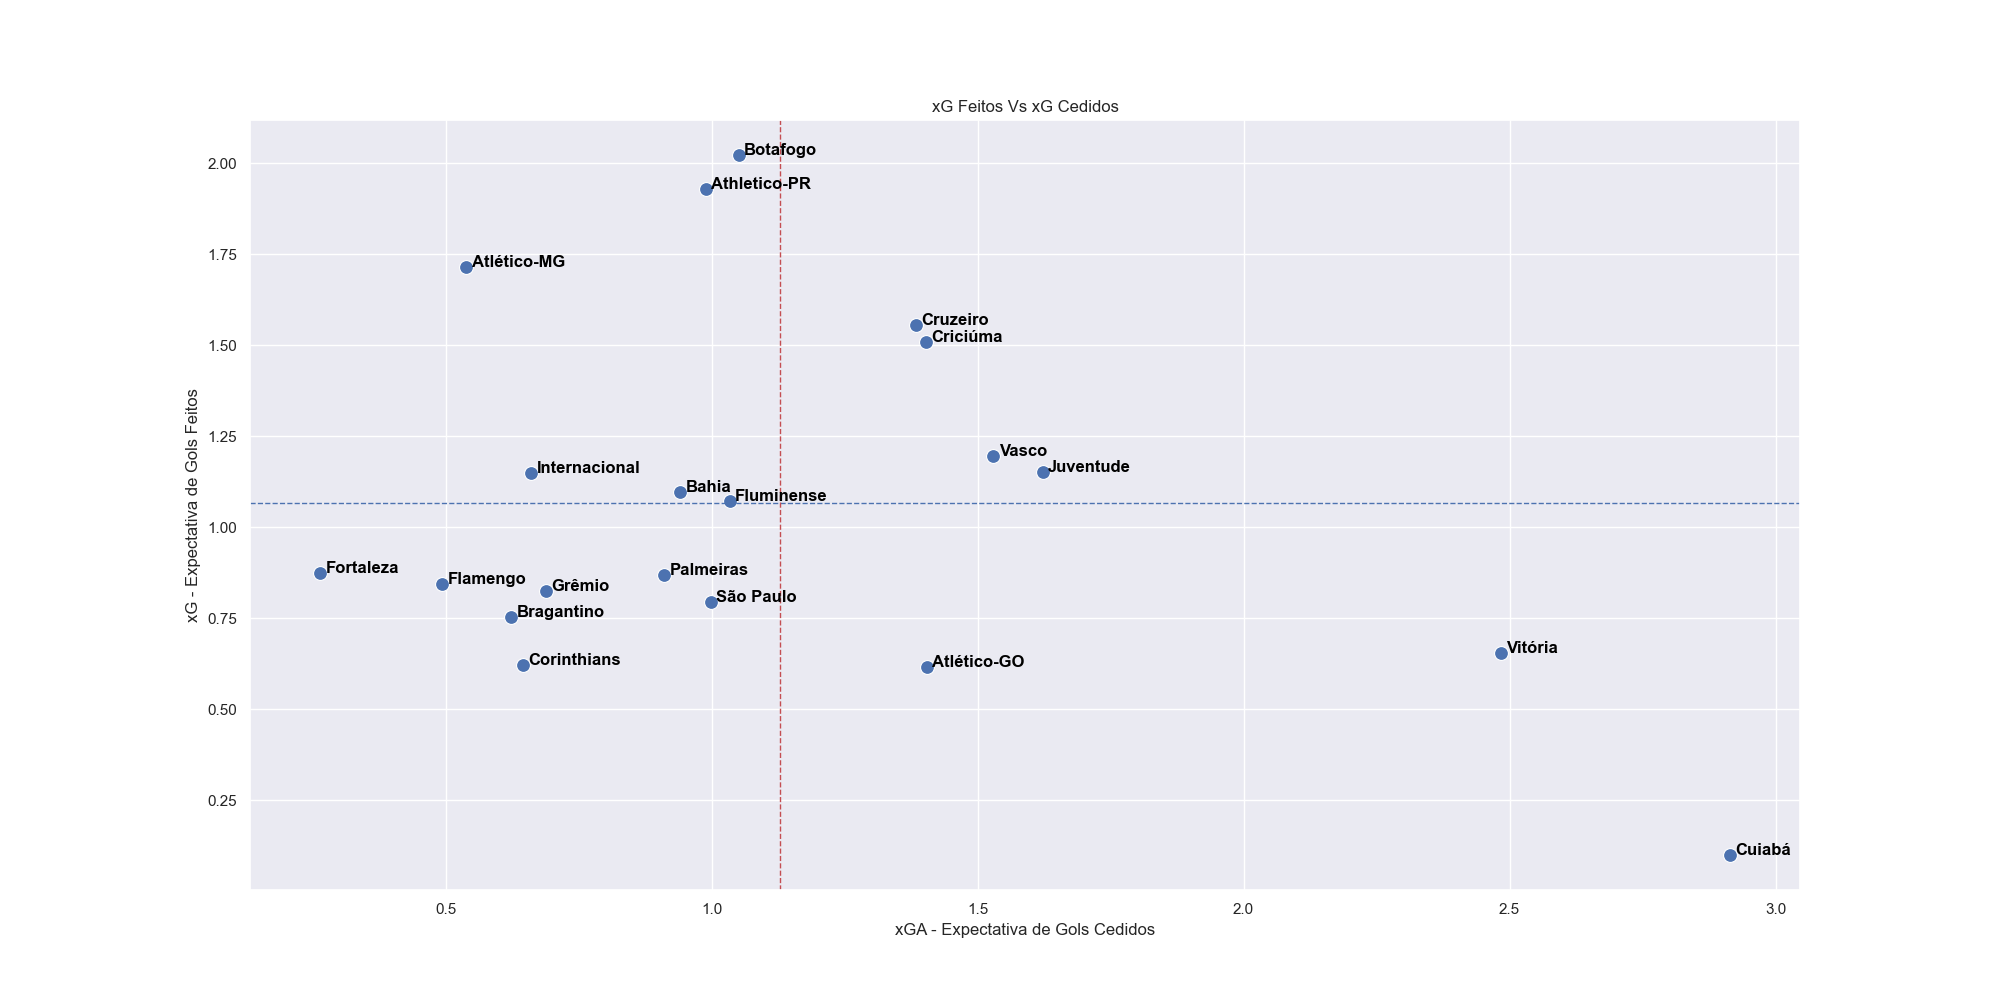 xG Feitos Vs xG Cedidos
xG - Expectativa de Gols Feitos
2.00
1.75
1.50
1.25
1.00
0.75
0.50
0.25
Botafogo
Athletico-PR
Atlético-MG
Cruzeiro
Criciúma
Vasco
Juventude
Internacional
Bahia
Fluminense
Fortaleza
Palmeiras
Flamengo
Grêmio
São Paulo
Bragantino
Vitória
Corinthians
Atlético-GO
Cuiabá
0.5
1.0
1.5
2.0
2.5
3.0
xGA - Expectativa de Gols Cedidos